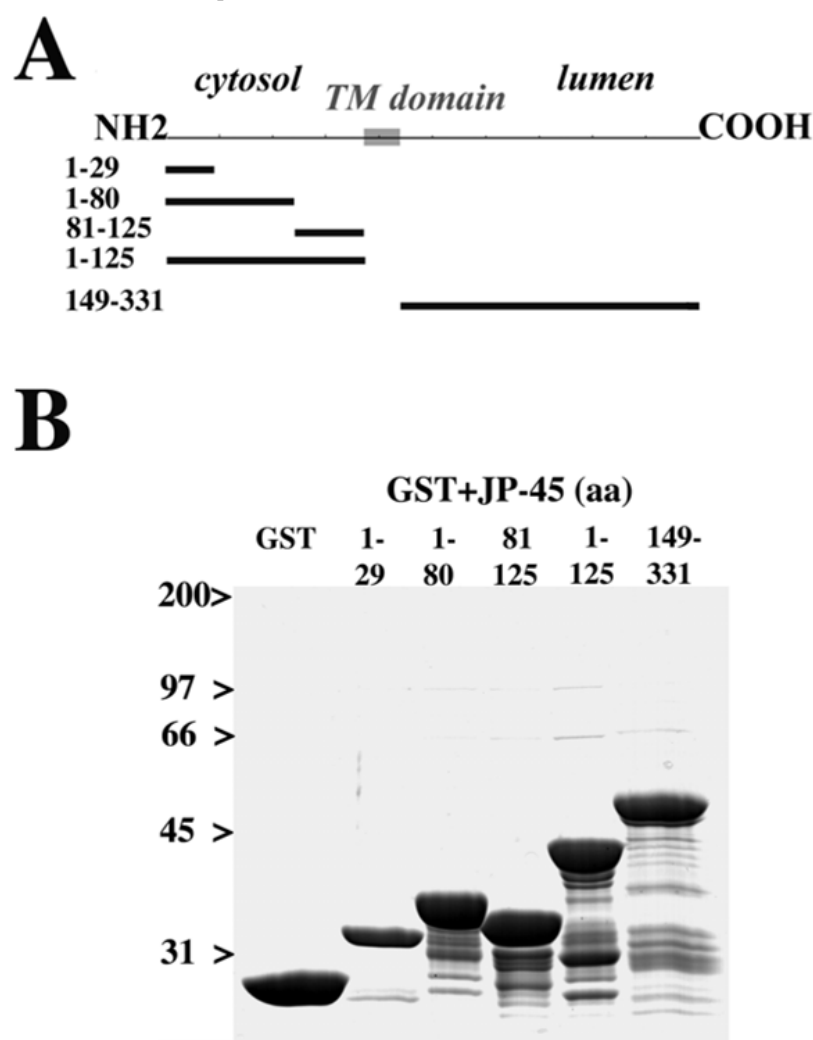 A
cytosol
lumen
TM domain
NH2
COOH
1-29
1-80
81-125
1-125
149-331
B
GST+JP-45 (aa)
GST 1- 1- 81 1- 149-
29 80 125 125 331
200>
97 >
66 >
45 >
31 >